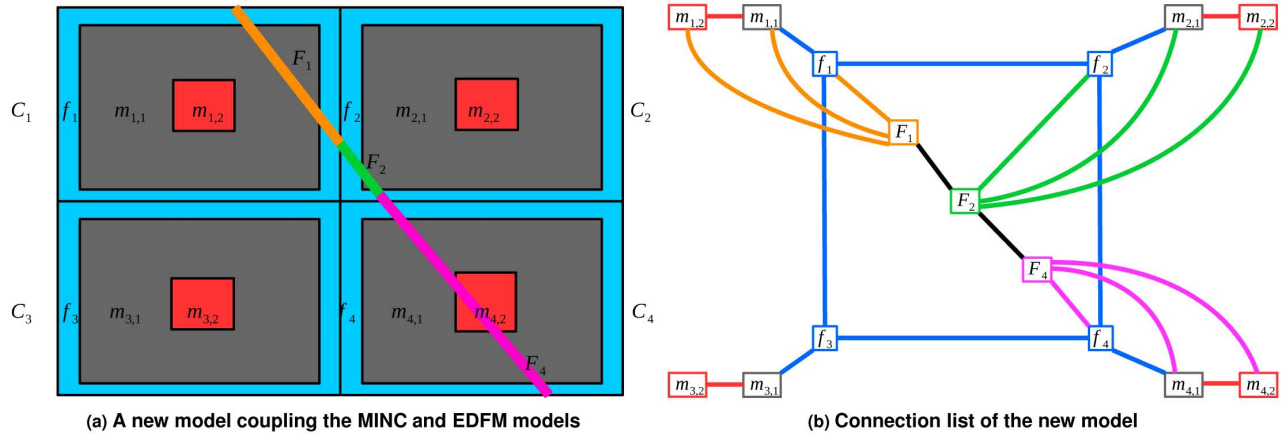 F₁
f₁ m₁,₁ m₁,₂ f₂ m₂,₁ m₂,₂
C₁ C₂
F₂
f₃ m₃,₁ m₃,₂ f₄ m₄,₁ m₄,₂
C₃ C₄
F₄
(a) A new model coupling the MINC and EDFM models
m₁,₂ m₁,₁ m₂,₁ m₂,₂
f₁ f₂
F₁
F₂
F₄
f₃ f₄
m₃,₂ m₃,₁ m₄,₁ m₄,₂
(b) Connection list of the new model